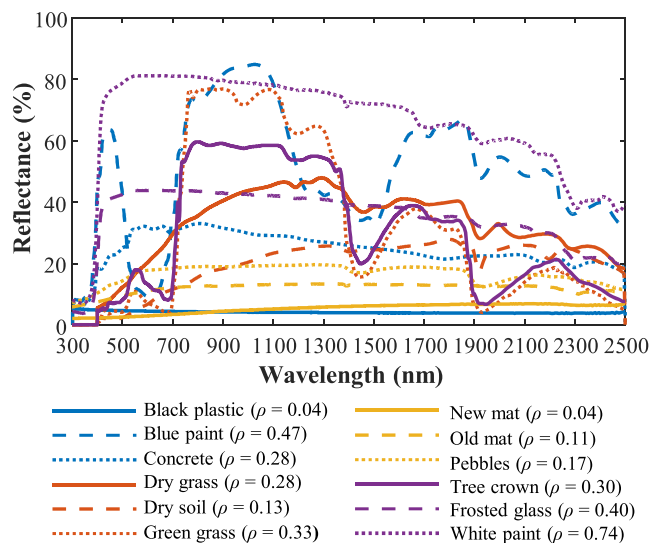 100
80
60
40
20
0
Reflectance (%)
300 500 700 900 1100 1300 1500 1700 1900 2100 2300 2500
Wavelength (nm)
Black plastic (ρ = 0.04)
Blue paint (ρ = 0.47)
Concrete (ρ = 0.28)
Dry grass (ρ = 0.28)
Dry soil (ρ = 0.13)
Green grass (ρ = 0.33)
New mat (ρ = 0.04)
Old mat (ρ = 0.11)
Pebbles (ρ = 0.17)
Tree crown (ρ = 0.30)
Frosted glass (ρ = 0.40)
White paint (ρ = 0.74)